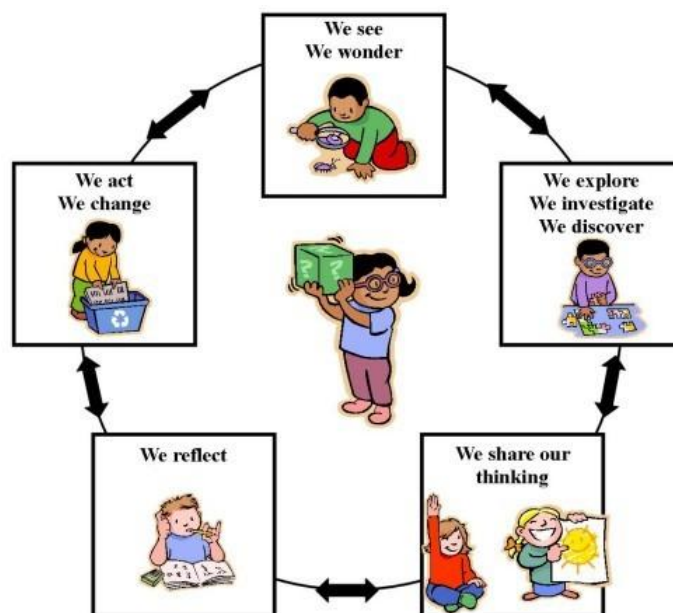 We see
We wonder
We explore
We investigate
We discover
We share our
thinking
We reflect
We act
We change